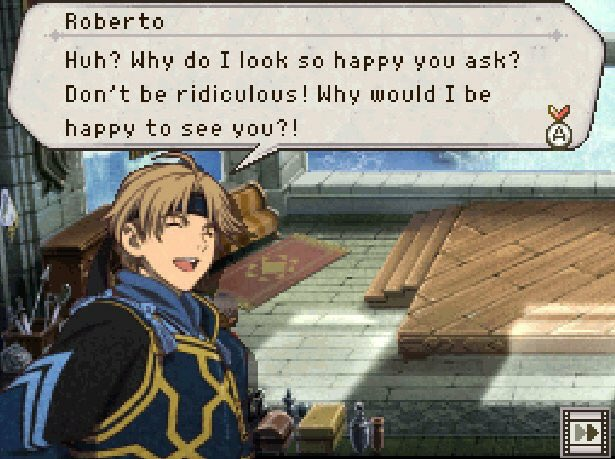 Roberto
Huh? Why do I look so happy you ask?
Don't be ridiculous! Why would I be
happy to see you?!
A